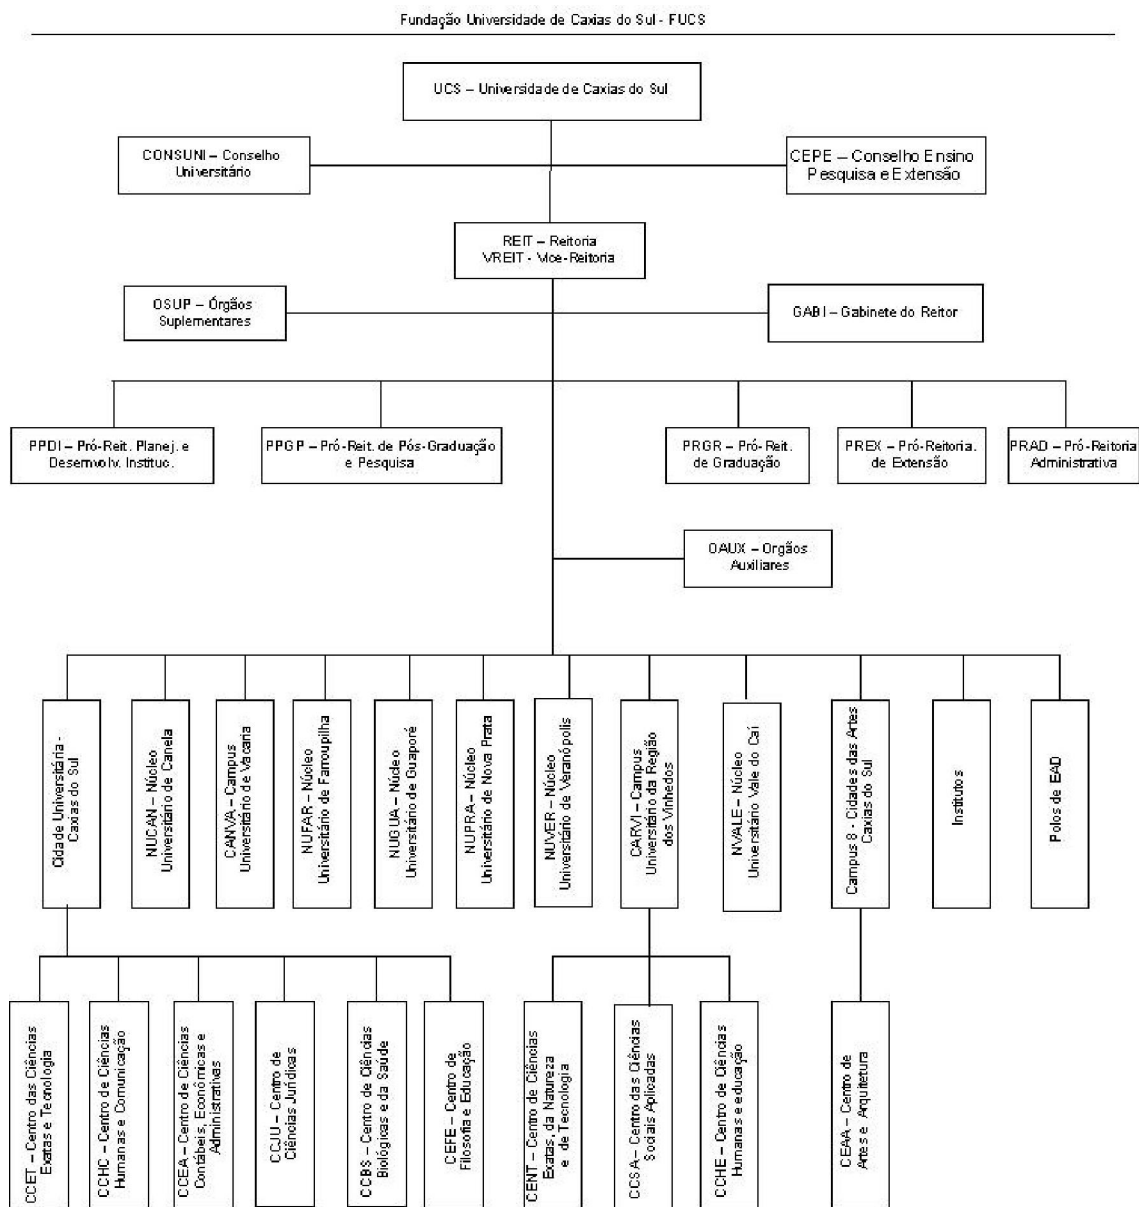 Fundação Universidade de Caxias do Sul - FUCS
UCS – Universidade de Caxias do Sul
CONSUNI – Conselho
Universitário
CEPE – Conselho Ensino
Pesquisa e Extensão
REIT – Reitoria
VREIT - Vice-Reitoria
OSUP – Órgãos
Suplementares
GABI – Gabinete do Reitor
PPDI – Pró-Reit. Planej. e
Desenvolv. Instituc.
PPGP – Pró-Reit. de Pós-Graduação
e Pesquisa
PRGR – Pró-Reit.
de Graduação
PREX – Pró-Reitoria.
de Extensão
PRAD – Pró-Reitoria
Administrativa
OAUX – Orgãos
Auxiliares
Cidade Universitária -
Caxias do Sul
NUCAN – Núcleo
Universitário de Canela
CANVA – Campus
Universitário de Vacaria
NUFAR – Núcleo
Universitário de Farroupilha
NUGUA – Núcleo
Universitário de Guaporé
NUPRA – Núcleo
Universitário de Nova Prata
NUVER – Núcleo
Universitário de Veranópolis
CARVI – Campus
Universitário da Região
dos Vinhedos
NVALE – Núcleo
Universitário Vale do Caí
Campus 8 - Cidades das Artes
Caxias do Sul
Institutos
Polos de EAD
CCET – Centro das Ciências
Exatas e Tecnologia
CCHC – Centro de Ciências
Humanas e Comunicação
CCEA – Centro de Ciências
Contábeis, Econômicas e
Administrativas
CCJU – Centro de
Ciências Jurídicas
CCBS – Centro de Ciências
Biológicas e da Saúde
CEFE – Centro de
Filosofia e Educação
CENT – Centro de Ciências
Exatas, da Natureza
e de Tecnologia
CCSA – Centro das Ciências
Sociais Aplicadas
CCHE – Centro de Ciências
Humanas e educação
CEAA – Centro de
Artes e Arquitetura